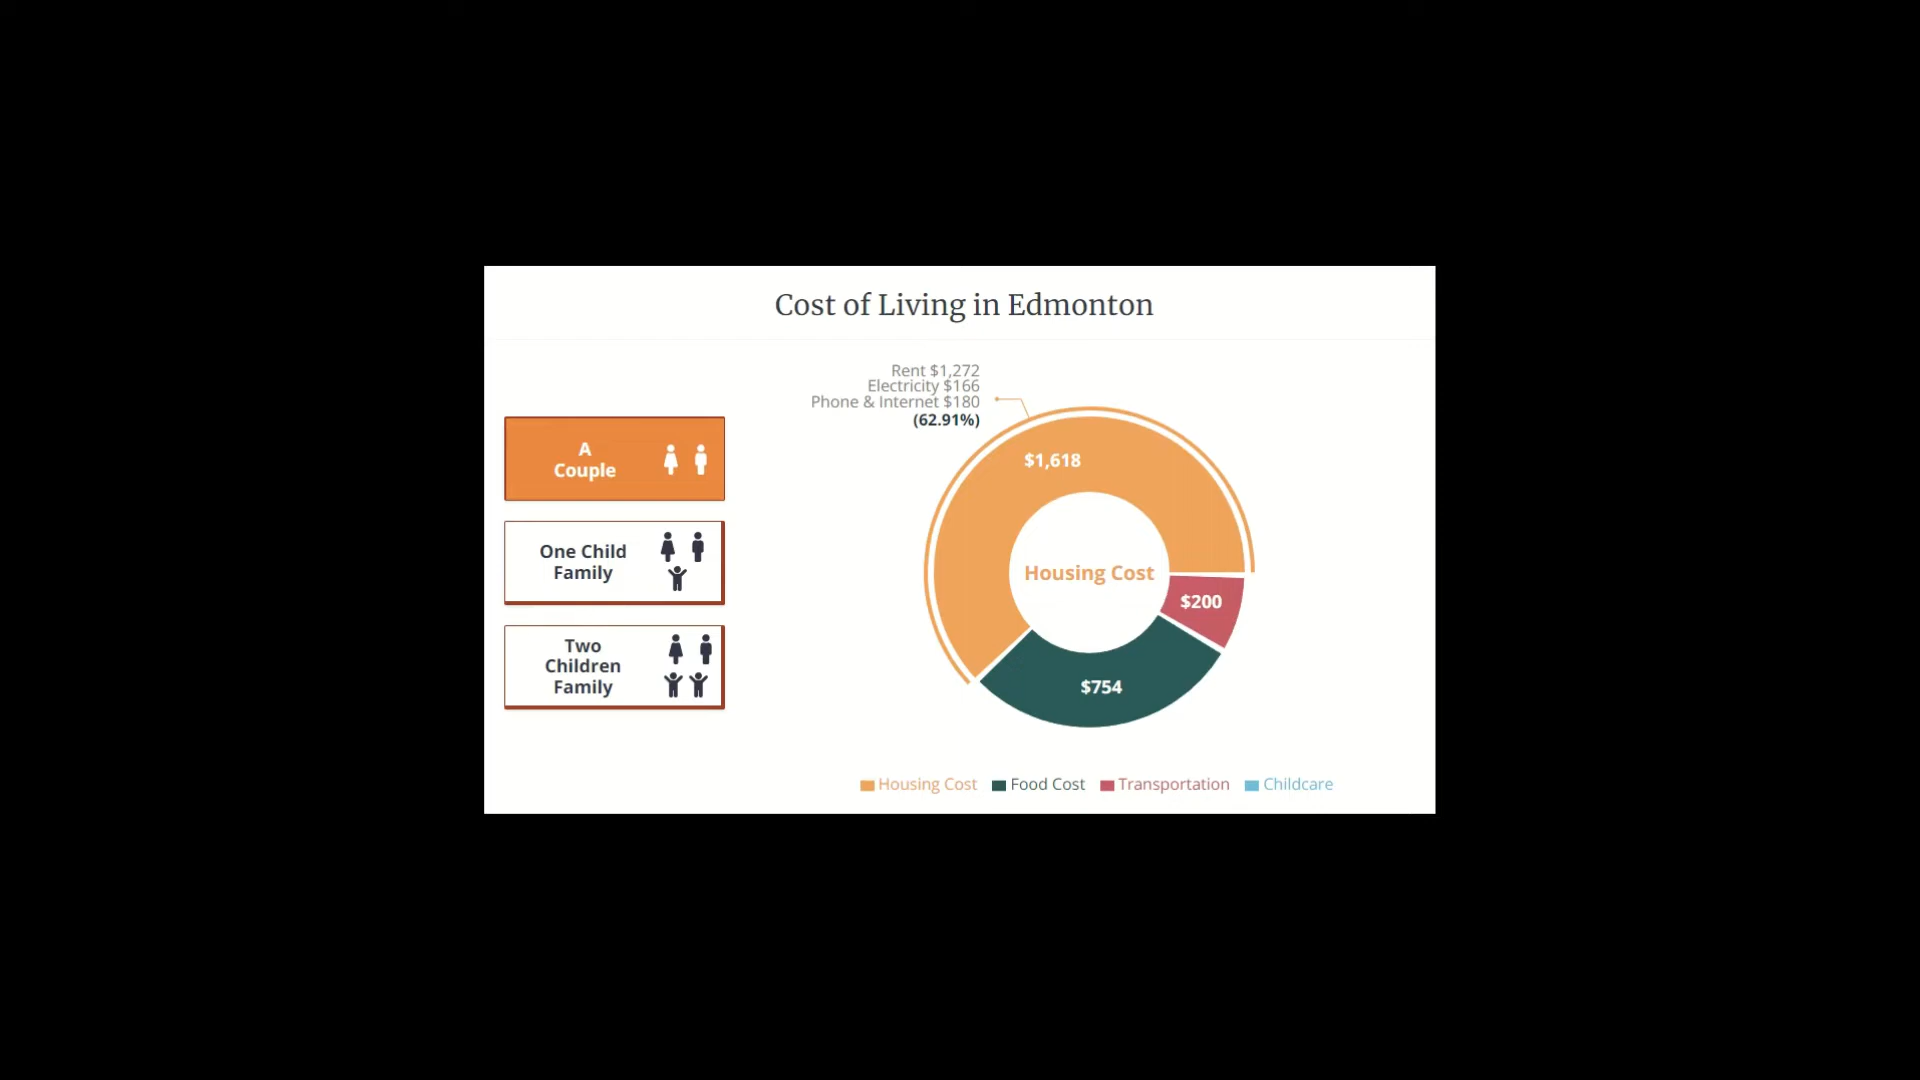 Cost of Living in Edmonton
Rent $1,272
Electricity $166
Phone & Internet $180
(62.91%)
A
Couple
One Child
Family
Two
Children
Family
$1,618
Housing Cost
$200
$754
Housing Cost
Food Cost
Transportation
Childcare